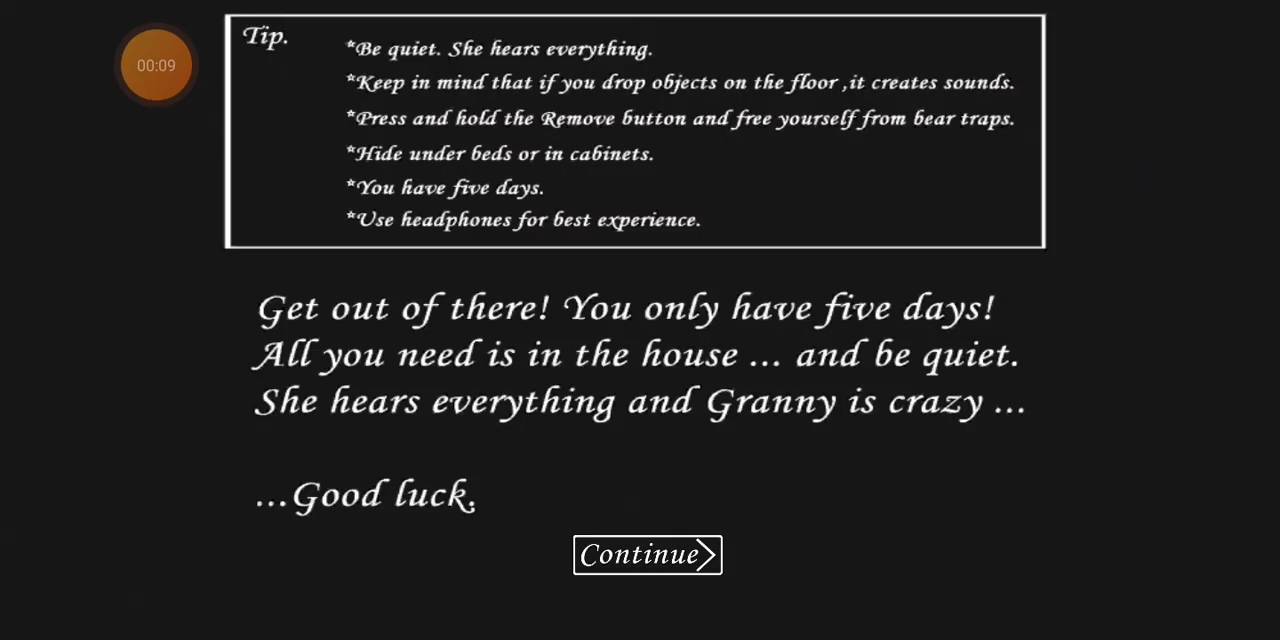 00:09
Tip.
*Be quiet. She hears everything.
*Keep in mind that if you drop objects on the floor ,it creates sounds.
*Press and hold the Remove button and free yourself from bear traps.
*Hide under beds or in cabinets.
*You have five days.
*Use headphones for best experience.
Get out of there! You only have five days!
All you need is in the house ... and be quiet.
She hears everything and Granny is crazy ...
...Good luck.
Continue